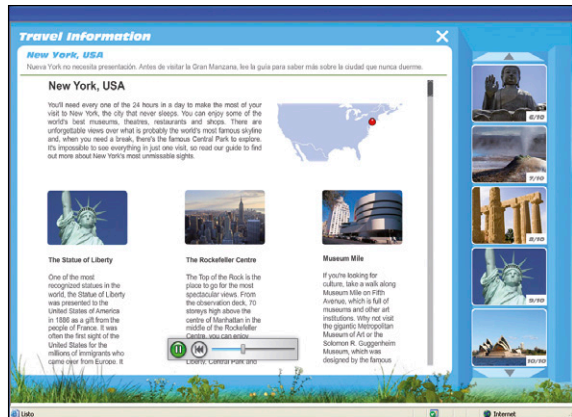 Travel Information
New York, USA
Nueva York no necesita presentación. Antes de visitar la Gran Manzana, lee la guía para saber más sobre la ciudad que nunca duerme.
New York, USA
You'll need every one of the 24 hours in a day to make the most of your
visit to New York, the city that never sleeps. You can enjoy some of the
world's best museums, theatres, restaurants and shops. There are
unforgettable views over what is probably the world's most famous skyline
and, when you need a break, there's the famous Central Park to explore.
It's impossible to see everything in just one visit, so read our guide to find
out more about New York's most unmissable sights.
The Statue of Liberty
One of the most
recognized statues in the
world, the Statue of Liberty
was presented to the
United States of America
in 1886 as a gift from the
people of France. It was
often the first sight of the
United States for the
millions of immigrants who
came over from Europe. It
The Rockefeller Centre
The Top of the Rock is the
place to go for the most
spectacular views. From
the observation deck, 70
storeys high above the
centre of Manhattan in the
middle of the Rockefeller
Centre, you can enjoy
Liberty, Central Park and
Museum Mile
If you're looking for
culture, take a walk along
Museum Mile on Fifth
Avenue, which is full of
museums and other art
institutions. Why not visit
the gigantic Metropolitan
Museum of Art or the
Solomon R. Guggenheim
Museum, which was
designed by the famous
6/10
7/10
8/10
9/10
10/10
Listo
Internet